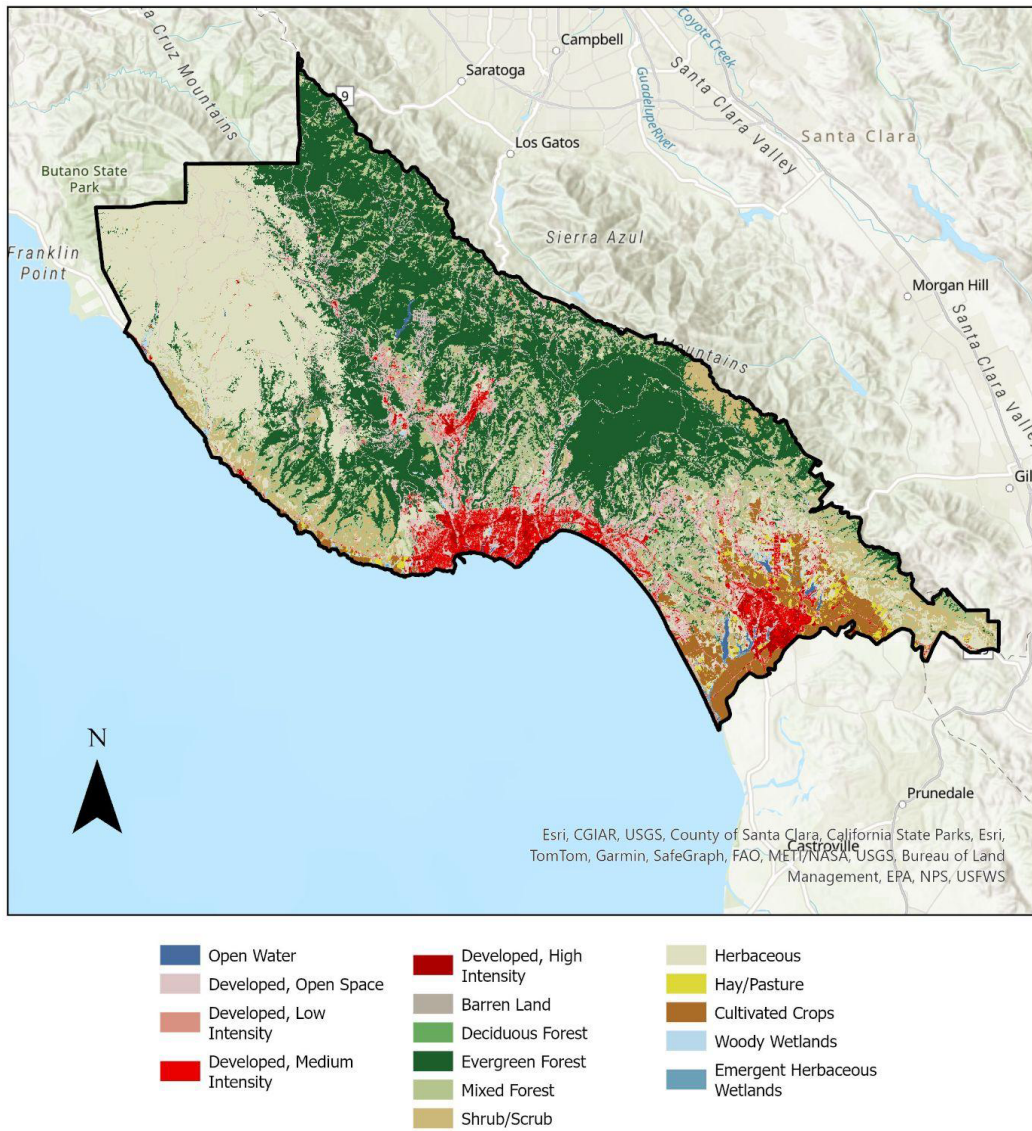 Campbell
Coyote Creek
a Cruz Mountains
Saratoga
9
Guadalupe River
Santa Clara Valley
Santa Clara
Los Gatos
Butano State
Park
Sierra Azul
Franklin
Point
Morgan Hill
Mountains
Santa Clara Valley
Gil
N
Prunedale
Castroville
Esri, CGIAR, USGS, County of Santa Clara, California State Parks, Esri,
TomTom, Garmin, SafeGraph, FAO, METI/NASA, USGS, Bureau of Land
Management, EPA, NPS, USFWS
Open Water
Developed, Open Space
Developed, Low
Intensity
Developed, Medium
Intensity
Developed, High
Intensity
Barren Land
Deciduous Forest
Evergreen Forest
Mixed Forest
Shrub/Scrub
Herbaceous
Hay/Pasture
Cultivated Crops
Woody Wetlands
Emergent Herbaceous
Wetlands